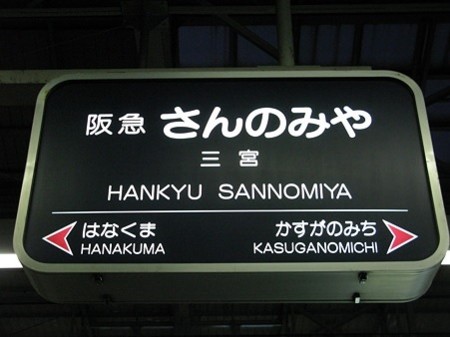 阪急 さんのみや
三宮
HANKYU SANNOMIYA
はなくま かすがのみち
HANAKUMA KASUGANOMICHI